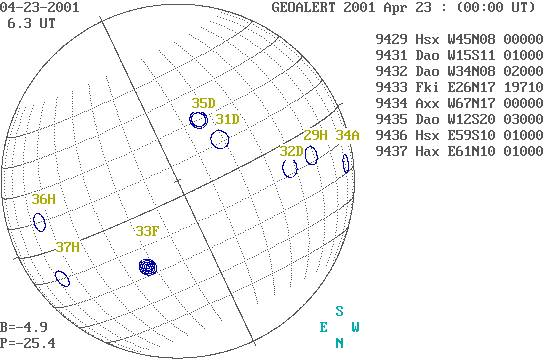 04-23-2001
6.3 UT
GEOALERT 2001 Apr 23 : (00:00 UT)
9429 Hsx W45N08 00000
9431 Dao W15S11 01000
9432 Dao W34N08 02000
9433 Fki E26N17 19710
9434 Axx W67N17 00000
9435 Dao W12S20 03000
9436 Hsx E59S10 01000
9437 Hax E61N10 01000
35D
31D
29H
34A
32D
36H
33F
37H
S
E W
N
B=-4.9
P=-25.4